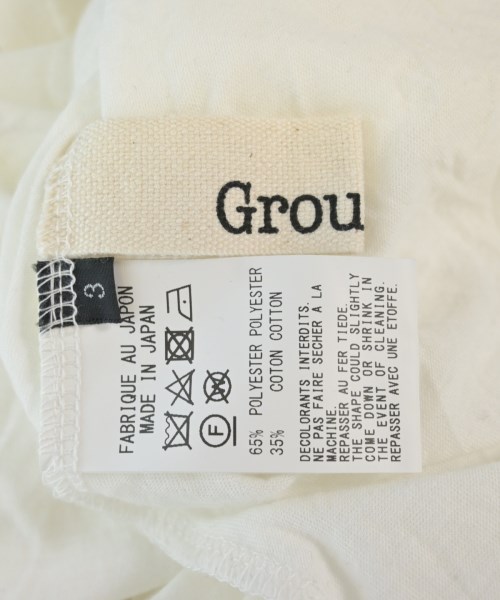 Grou
3
FABRIQUE AU JAPON
MADE IN JAPAN
F
65% POLYESTER POLYESTER
35% COTON COTTON
DECOLORANTS INTERDITS.
NE PAS FAIRE SECHER A LA
MACHINE.
REPASSER AU FER TIEDE.
THE SHAPE COULD SLIGHTLY
COME DOWN OR SHRINK IN
THE EVENT OF CLEANING.
REPASSER AVEC UNE ETOFFE.